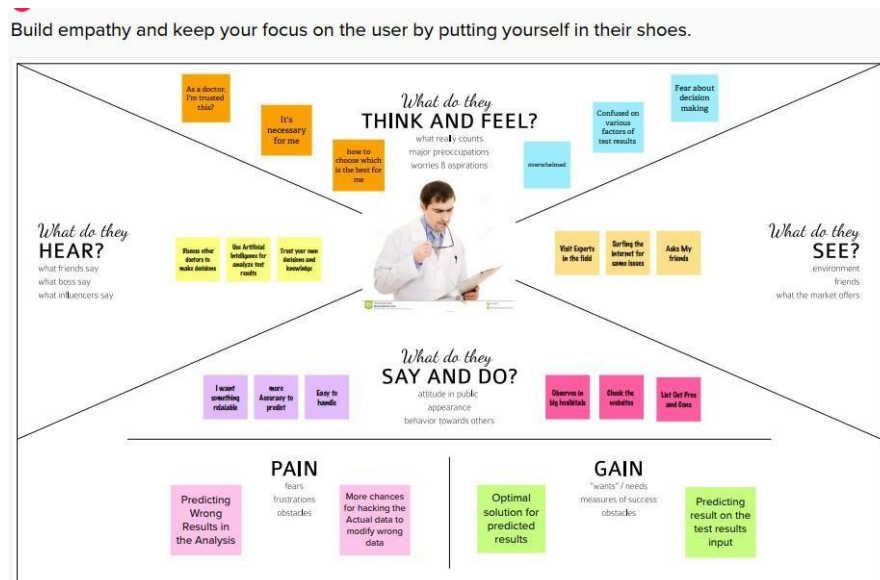 Build empathy and keep your focus on the user by putting yourself in their shoes.
What do they
THINK AND FEEL?
what really counts
major preoccupations
worries & aspirations
As a doctor,
I'm trusted
this?
It's
necessary
for me
how to
choose which
is the best for
me
overwhelmed
Confused on
various
factors of
test results
Fear about
decision
making
What do they
HEAR?
what friends say
what boss say
what influencers say
Discuss other
doctors to
make decisions
Use Artificial
Intelligence for
analyze test
results
Trust your own
decisions and
knowledge
Visit Experts
in the field
Surfing the
internet for
some issues
Asks My
friends
What do they
SEE?
environment
friends
what the market offers
What do they
SAY AND DO?
attitude in public
appearance
behavior towards others
I want
something
relaiable
more
Accuracy to
predict
Easy to
handle
Observes in
big hosbitals
Check the
websites
List Out Pros
and Cons
PAIN
fears
frustrations
obstacles
Predicting
Wrong
Results in
the Analysis
More chances
for hacking the
Actual data to
modify wrong
data
GAIN
"wants" / needs
measures of success
obstacles
Optimal
solution for
predicted
results
Predicting
result on the
test results
input